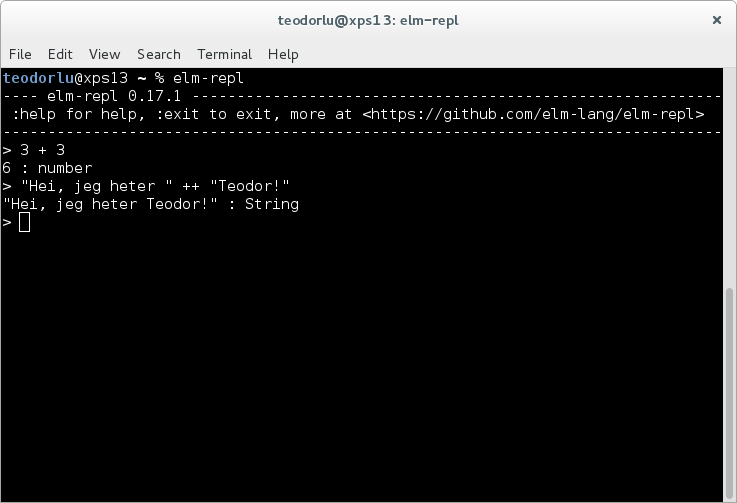 teodorlu@xps13: elm-repl
×
File Edit View Search Terminal Help
teodorlu@xps13 ~ % elm-repl
---- elm-repl 0.17.1 -----------------------------------------------------------
 :help for help, :exit to exit, more at <https://github.com/elm-lang/elm-repl>
--------------------------------------------------------------------------------
> 3 + 3
6 : number
> "Hei, jeg heter " ++ "Teodor!"
"Hei, jeg heter Teodor!" : String
>